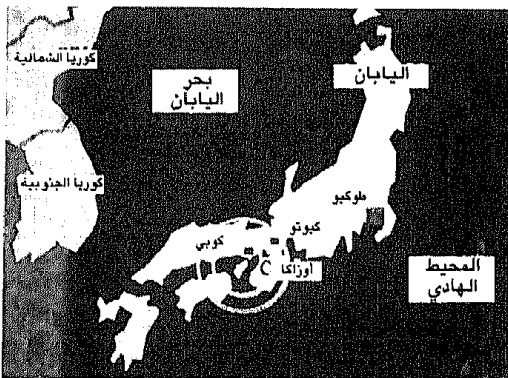 كوريا الشمالية
بحر
اليابان
اليابان
كوريا الجنوبية
طوكيو
كيوتو
كوبي
أوزاكا
المحيط
الهادي